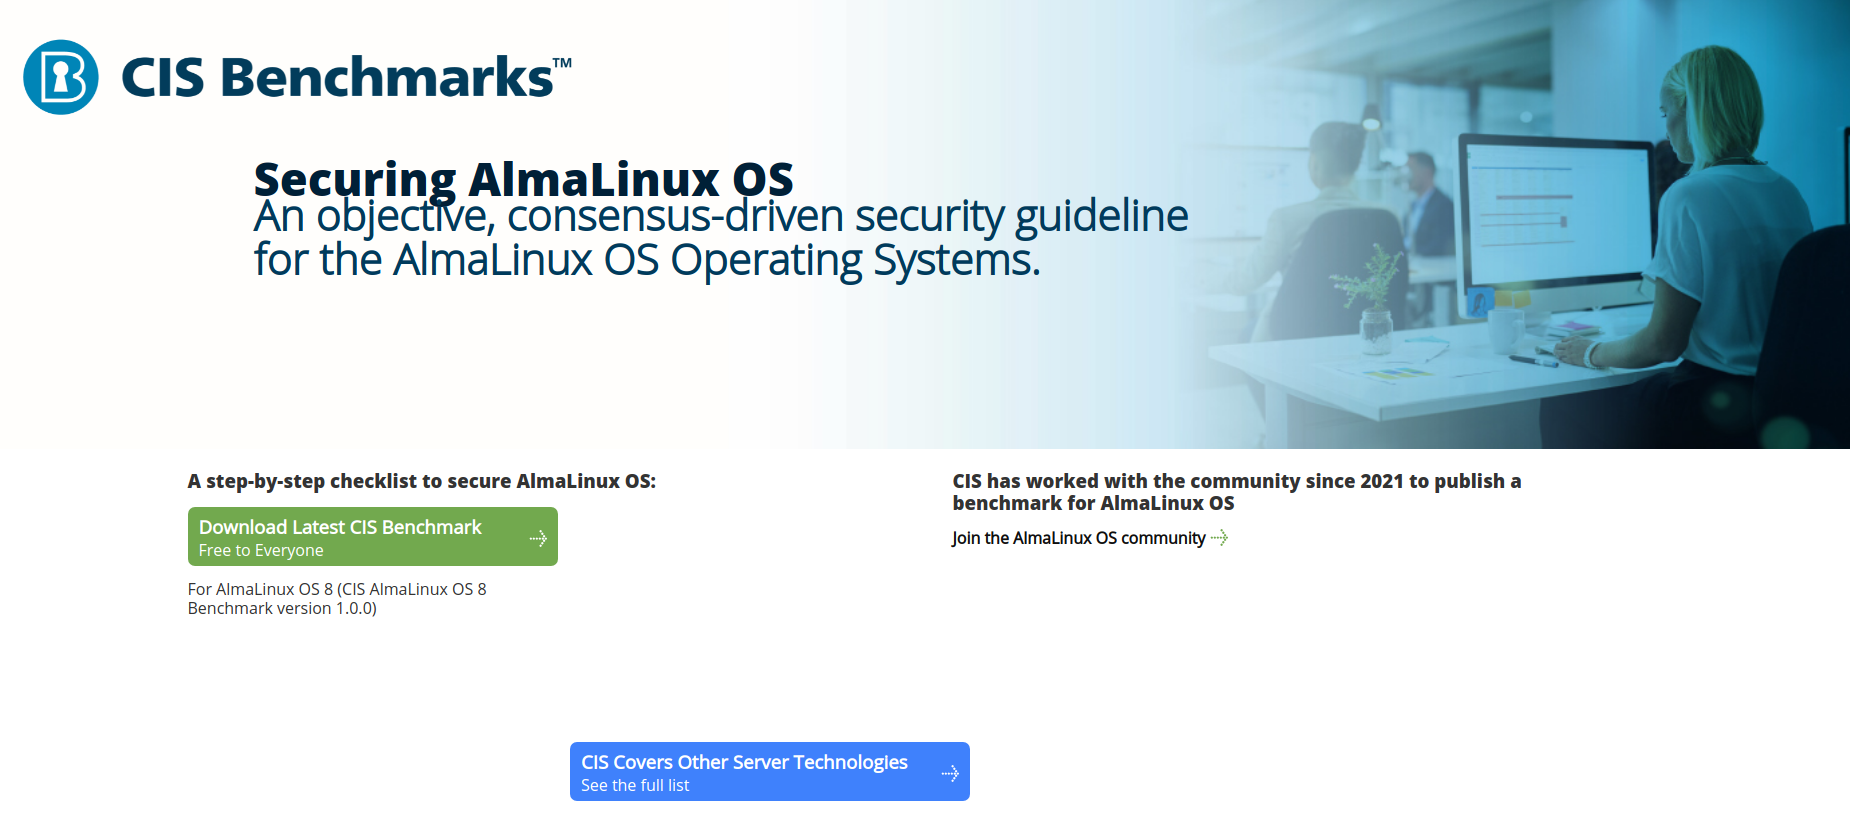 CIS Benchmarks™
Securing AlmaLinux OS
An objective, consensus-driven security guideline
for the AlmaLinux OS Operating Systems.
A step-by-step checklist to secure AlmaLinux OS:
Download Latest CIS Benchmark
Free to Everyone
For AlmaLinux OS 8 (CIS AlmaLinux OS 8
Benchmark version 1.0.0)
CIS has worked with the community since 2021 to publish a
benchmark for AlmaLinux OS
Join the AlmaLinux OS community
CIS Covers Other Server Technologies
See the full list